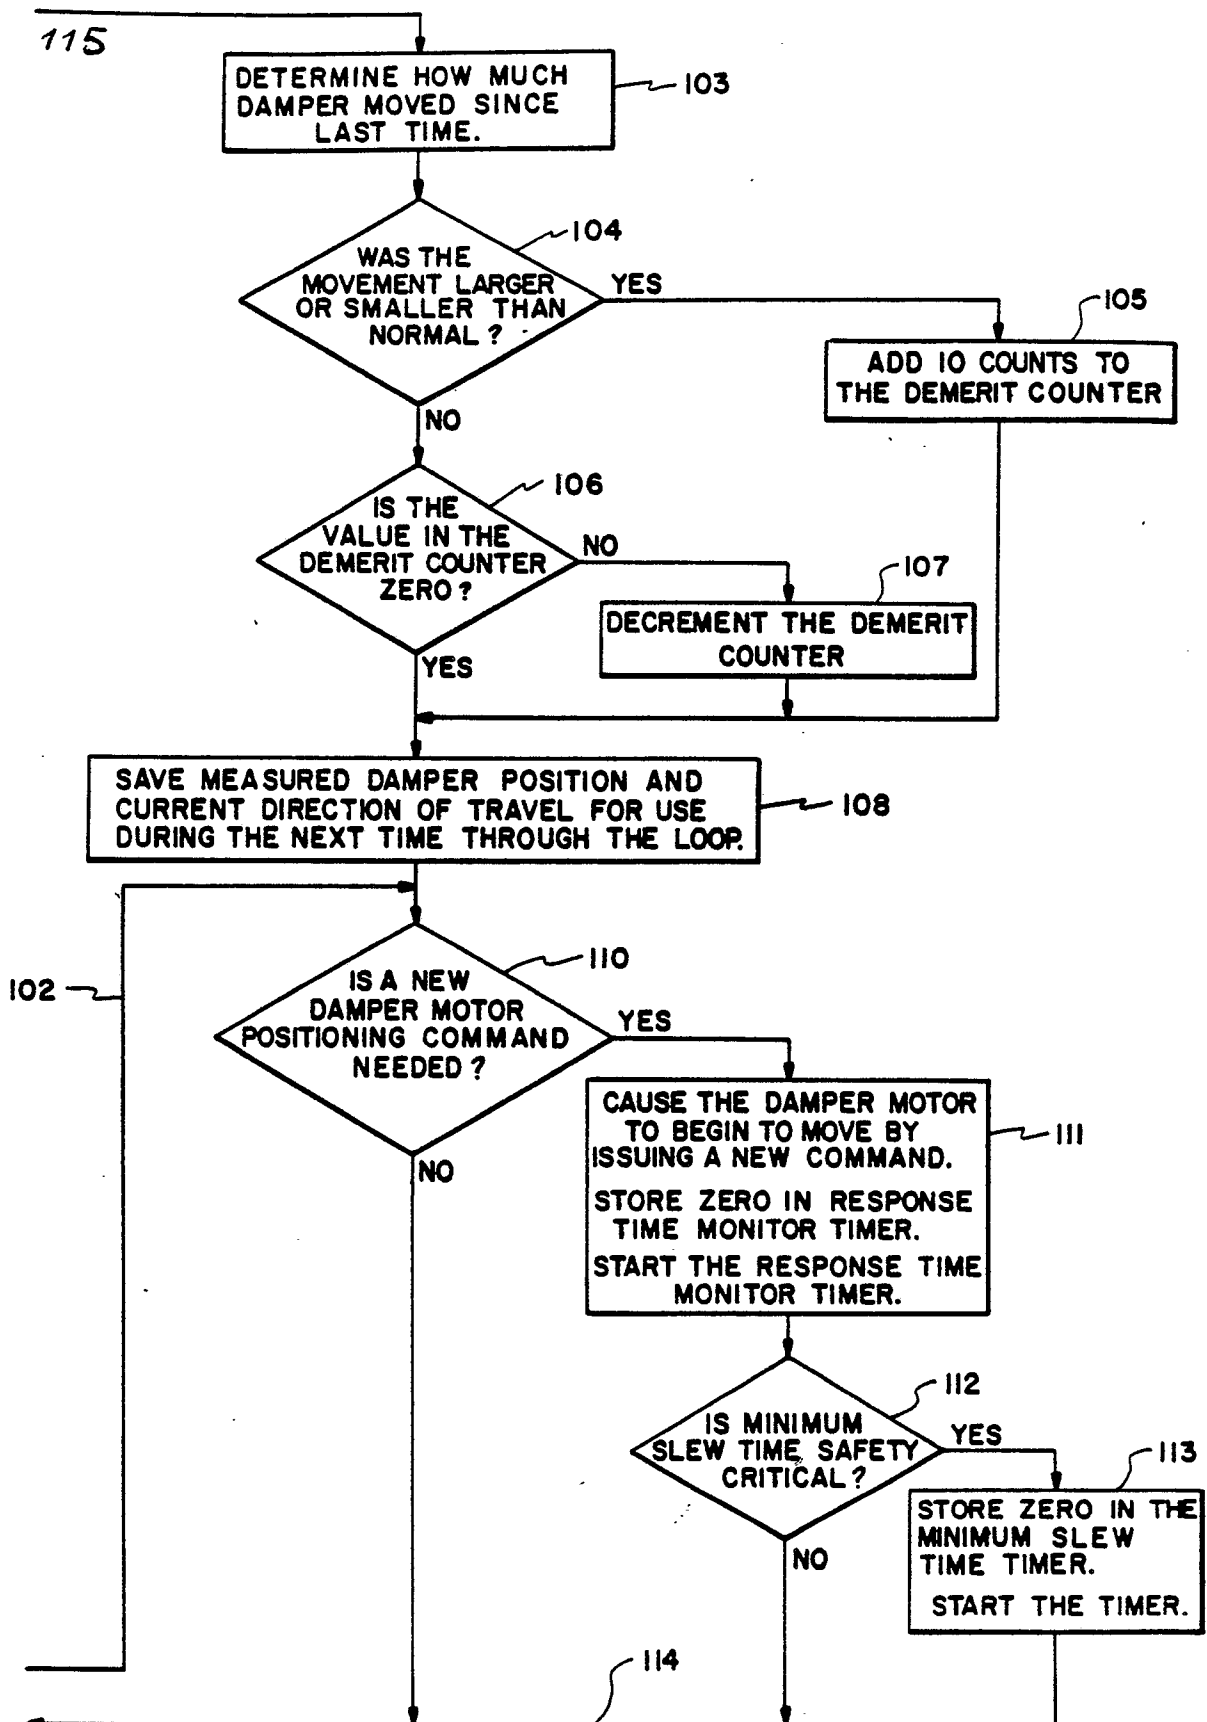 115
DETERMINE HOW MUCH
DAMPER MOVED SINCE
LAST TIME.
103
104
WAS THE
MOVEMENT LARGER
OR SMALLER THAN
NORMAL?
YES
105
ADD 10 COUNTS TO
THE DEMERIT COUNTER
NO
106
IS THE
VALUE IN THE
DEMERIT COUNTER
ZERO?
NO
107
DECREMENT THE DEMERIT
COUNTER
YES
SAVE MEASURED DAMPER POSITION AND
CURRENT DIRECTION OF TRAVEL FOR USE
DURING THE NEXT TIME THROUGH THE LOOP.
108
102
110
IS A NEW
DAMPER MOTOR
POSITIONING COMMAND
NEEDED?
YES
CAUSE THE DAMPER MOTOR
TO BEGIN TO MOVE BY
ISSUING A NEW COMMAND.
STORE ZERO IN RESPONSE
TIME MONITOR TIMER.
START THE RESPONSE TIME
MONITOR TIMER.
111
NO
112
IS MINIMUM
SLEW TIME SAFETY
CRITICAL?
YES
113
STORE ZERO IN THE
MINIMUM SLEW
TIME TIMER.
START THE TIMER.
NO
114